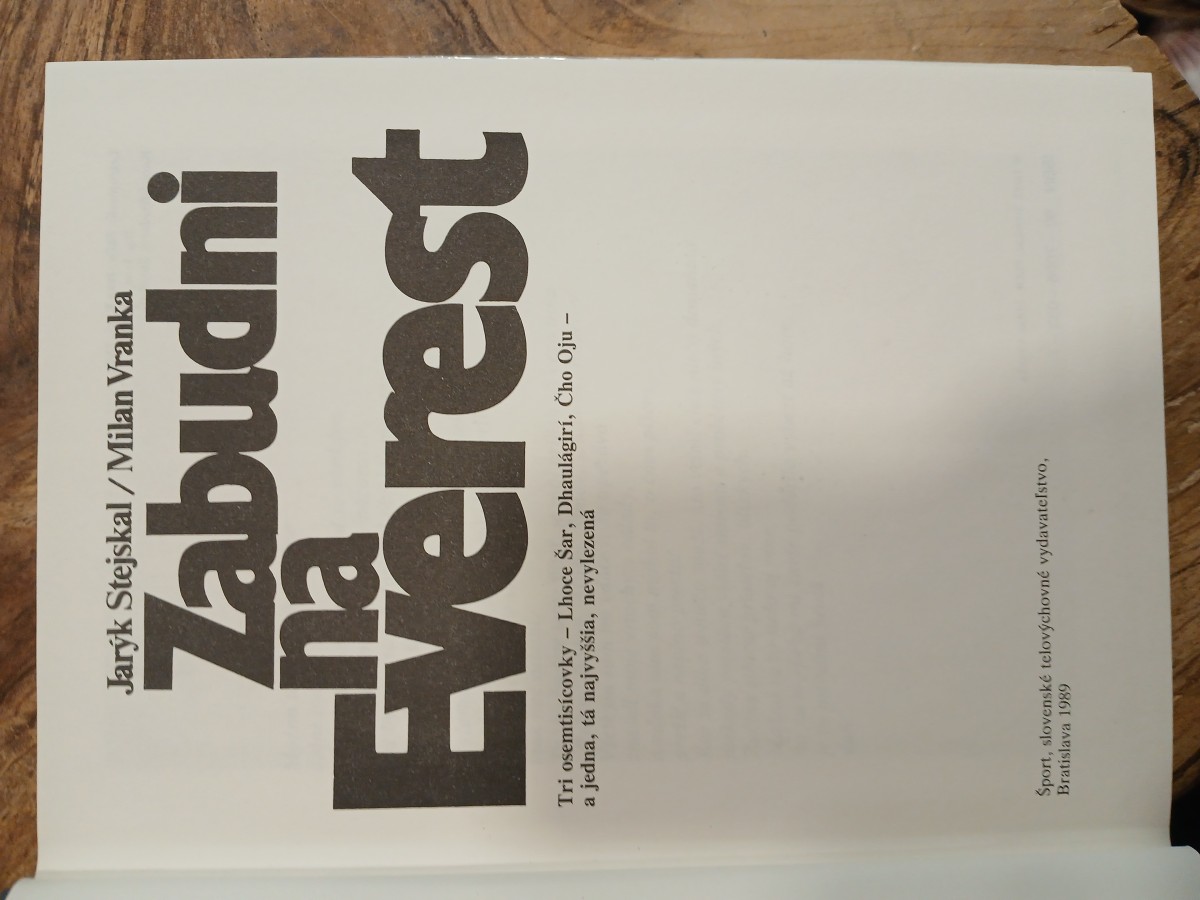 Jarýk Stejskal / Milan Vranka
Zabudni
na
Everest
Tri osemtisícovky – Lhoce Šar, Dhaulágirí, Čho Oju –
a jedna, tá najvyššia, nevylezená
Šport, slovenské telovýchovné vydavateľstvo,
Bratislava 1989